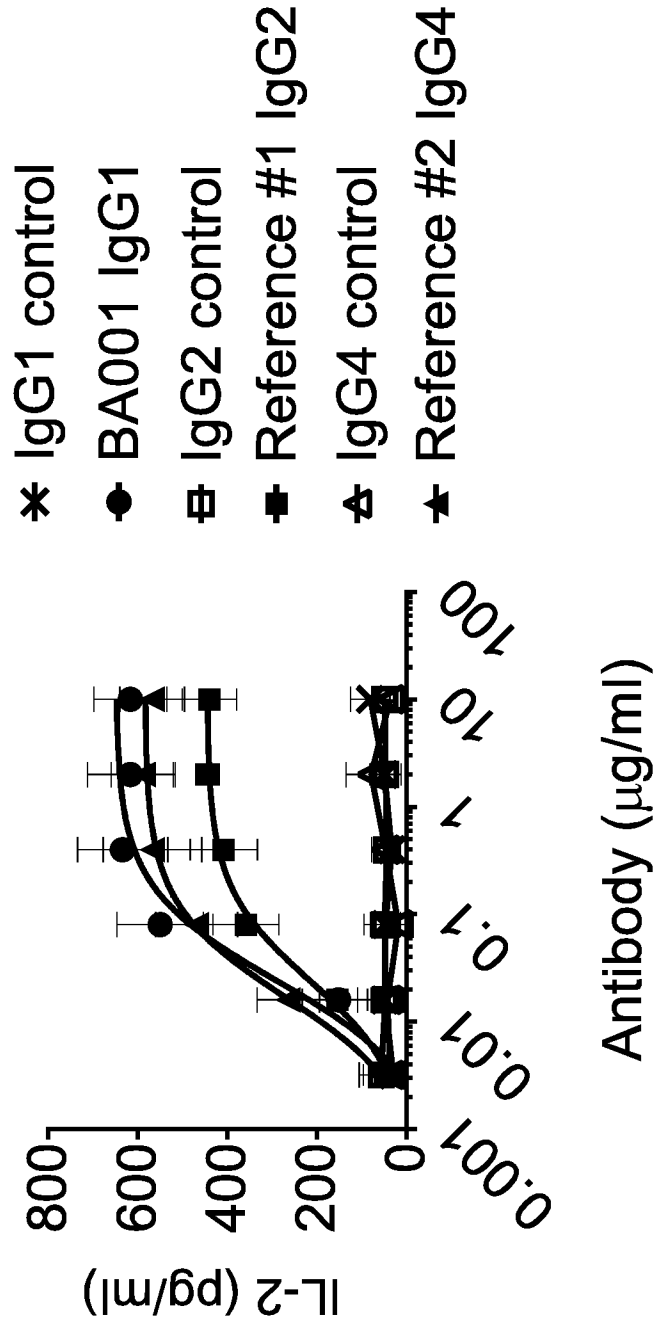 IL-2 (pg/ml)
800
600
400
200
0
0.001
0.01
0.1
1
10
100
Antibody (μg/ml)
IgG1 control
BA001 IgG1
IgG2 control
Reference #1 IgG2
IgG4 control
Reference #2 IgG4